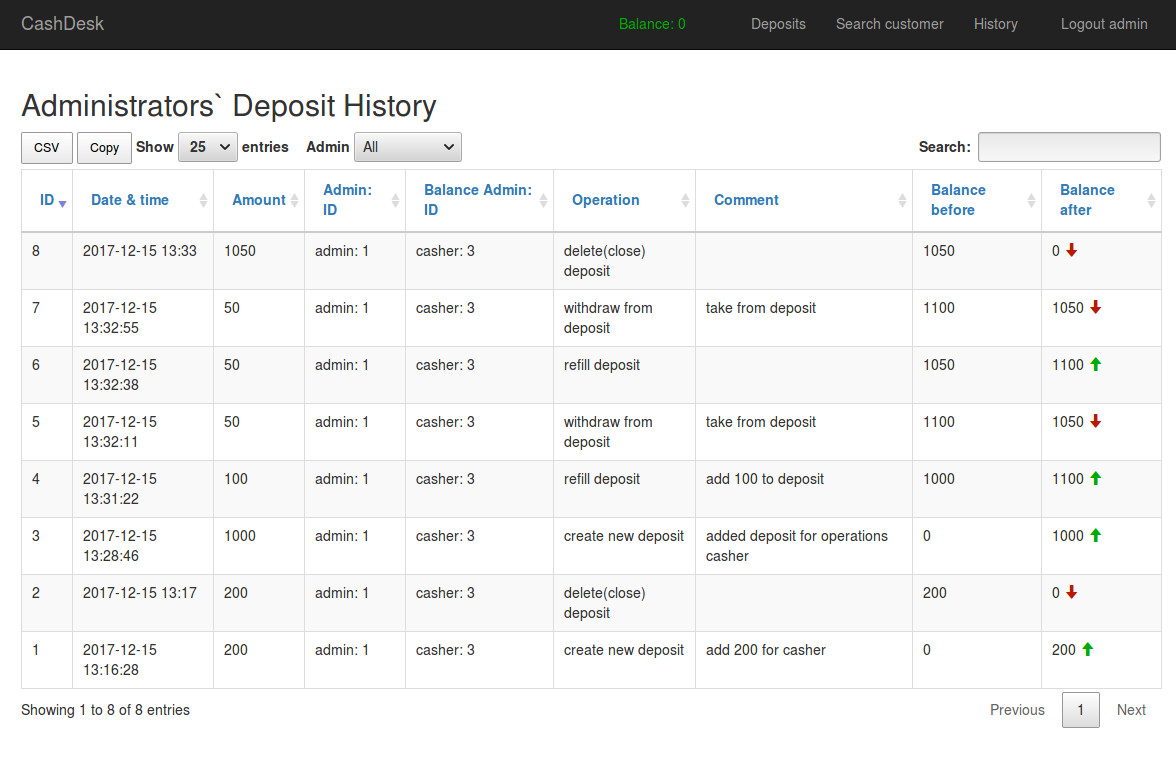 CashDesk Balance: 0 Deposits Search customer History Logout admin
Administrators` Deposit History
CSV Copy Show 25 entries Admin All Search:
ID Date & time Amount Admin: ID Balance Admin: ID Operation Comment Balance before Balance after
8 2017-12-15 13:33 1050 admin: 1 casher: 3 delete(close) deposit 1050 0
7 2017-12-15 13:32:55 50 admin: 1 casher: 3 withdraw from deposit take from deposit 1100 1050
6 2017-12-15 13:32:38 50 admin: 1 casher: 3 refill deposit 1050 1100
5 2017-12-15 13:32:11 50 admin: 1 casher: 3 withdraw from deposit take from deposit 1100 1050
4 2017-12-15 13:31:22 100 admin: 1 casher: 3 refill deposit add 100 to deposit 1000 1100
3 2017-12-15 13:28:46 1000 admin: 1 casher: 3 create new deposit added deposit for operations casher 0 1000
2 2017-12-15 13:17 200 admin: 1 casher: 3 delete(close) deposit 200 0
1 2017-12-15 13:16:28 200 admin: 1 casher: 3 create new deposit add 200 for casher 0 200
Showing 1 to 8 of 8 entries Previous 1 Next